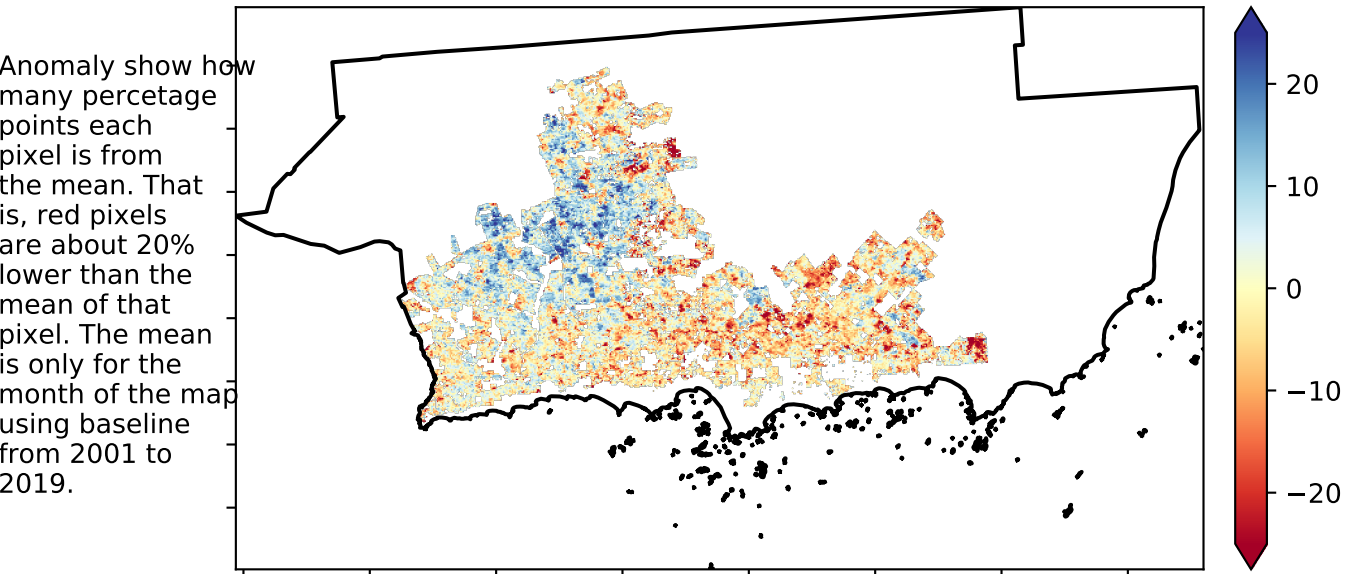 Anomaly show how
many percetage
points each
pixel is from
the mean. That
is, red pixels
are about 20%
lower than the
mean of that
pixel. The mean
is only for the
month of the map
using baseline
from 2001 to
2019.
20
10
0
−10
−20